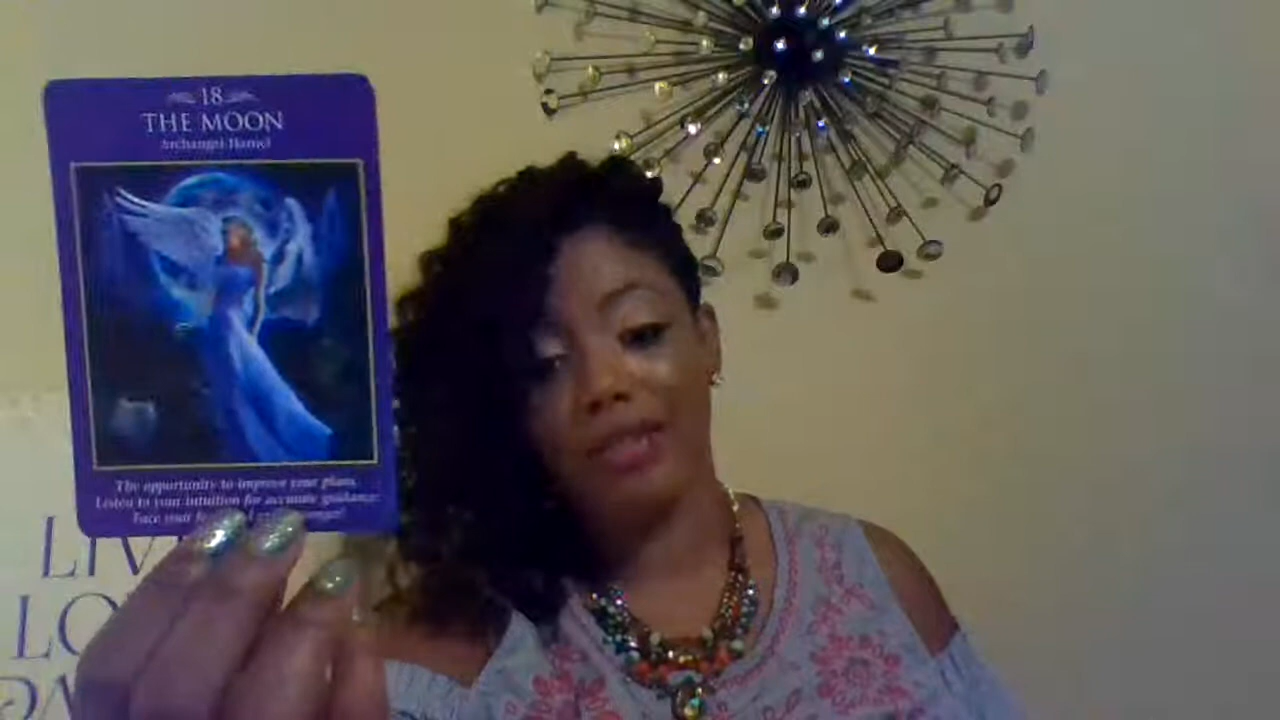 18
THE MOON
Archangel Haniel
The opportunity to improve your plans.
Listen to your intuition for accurate guidance.
Face your
LIV
LO